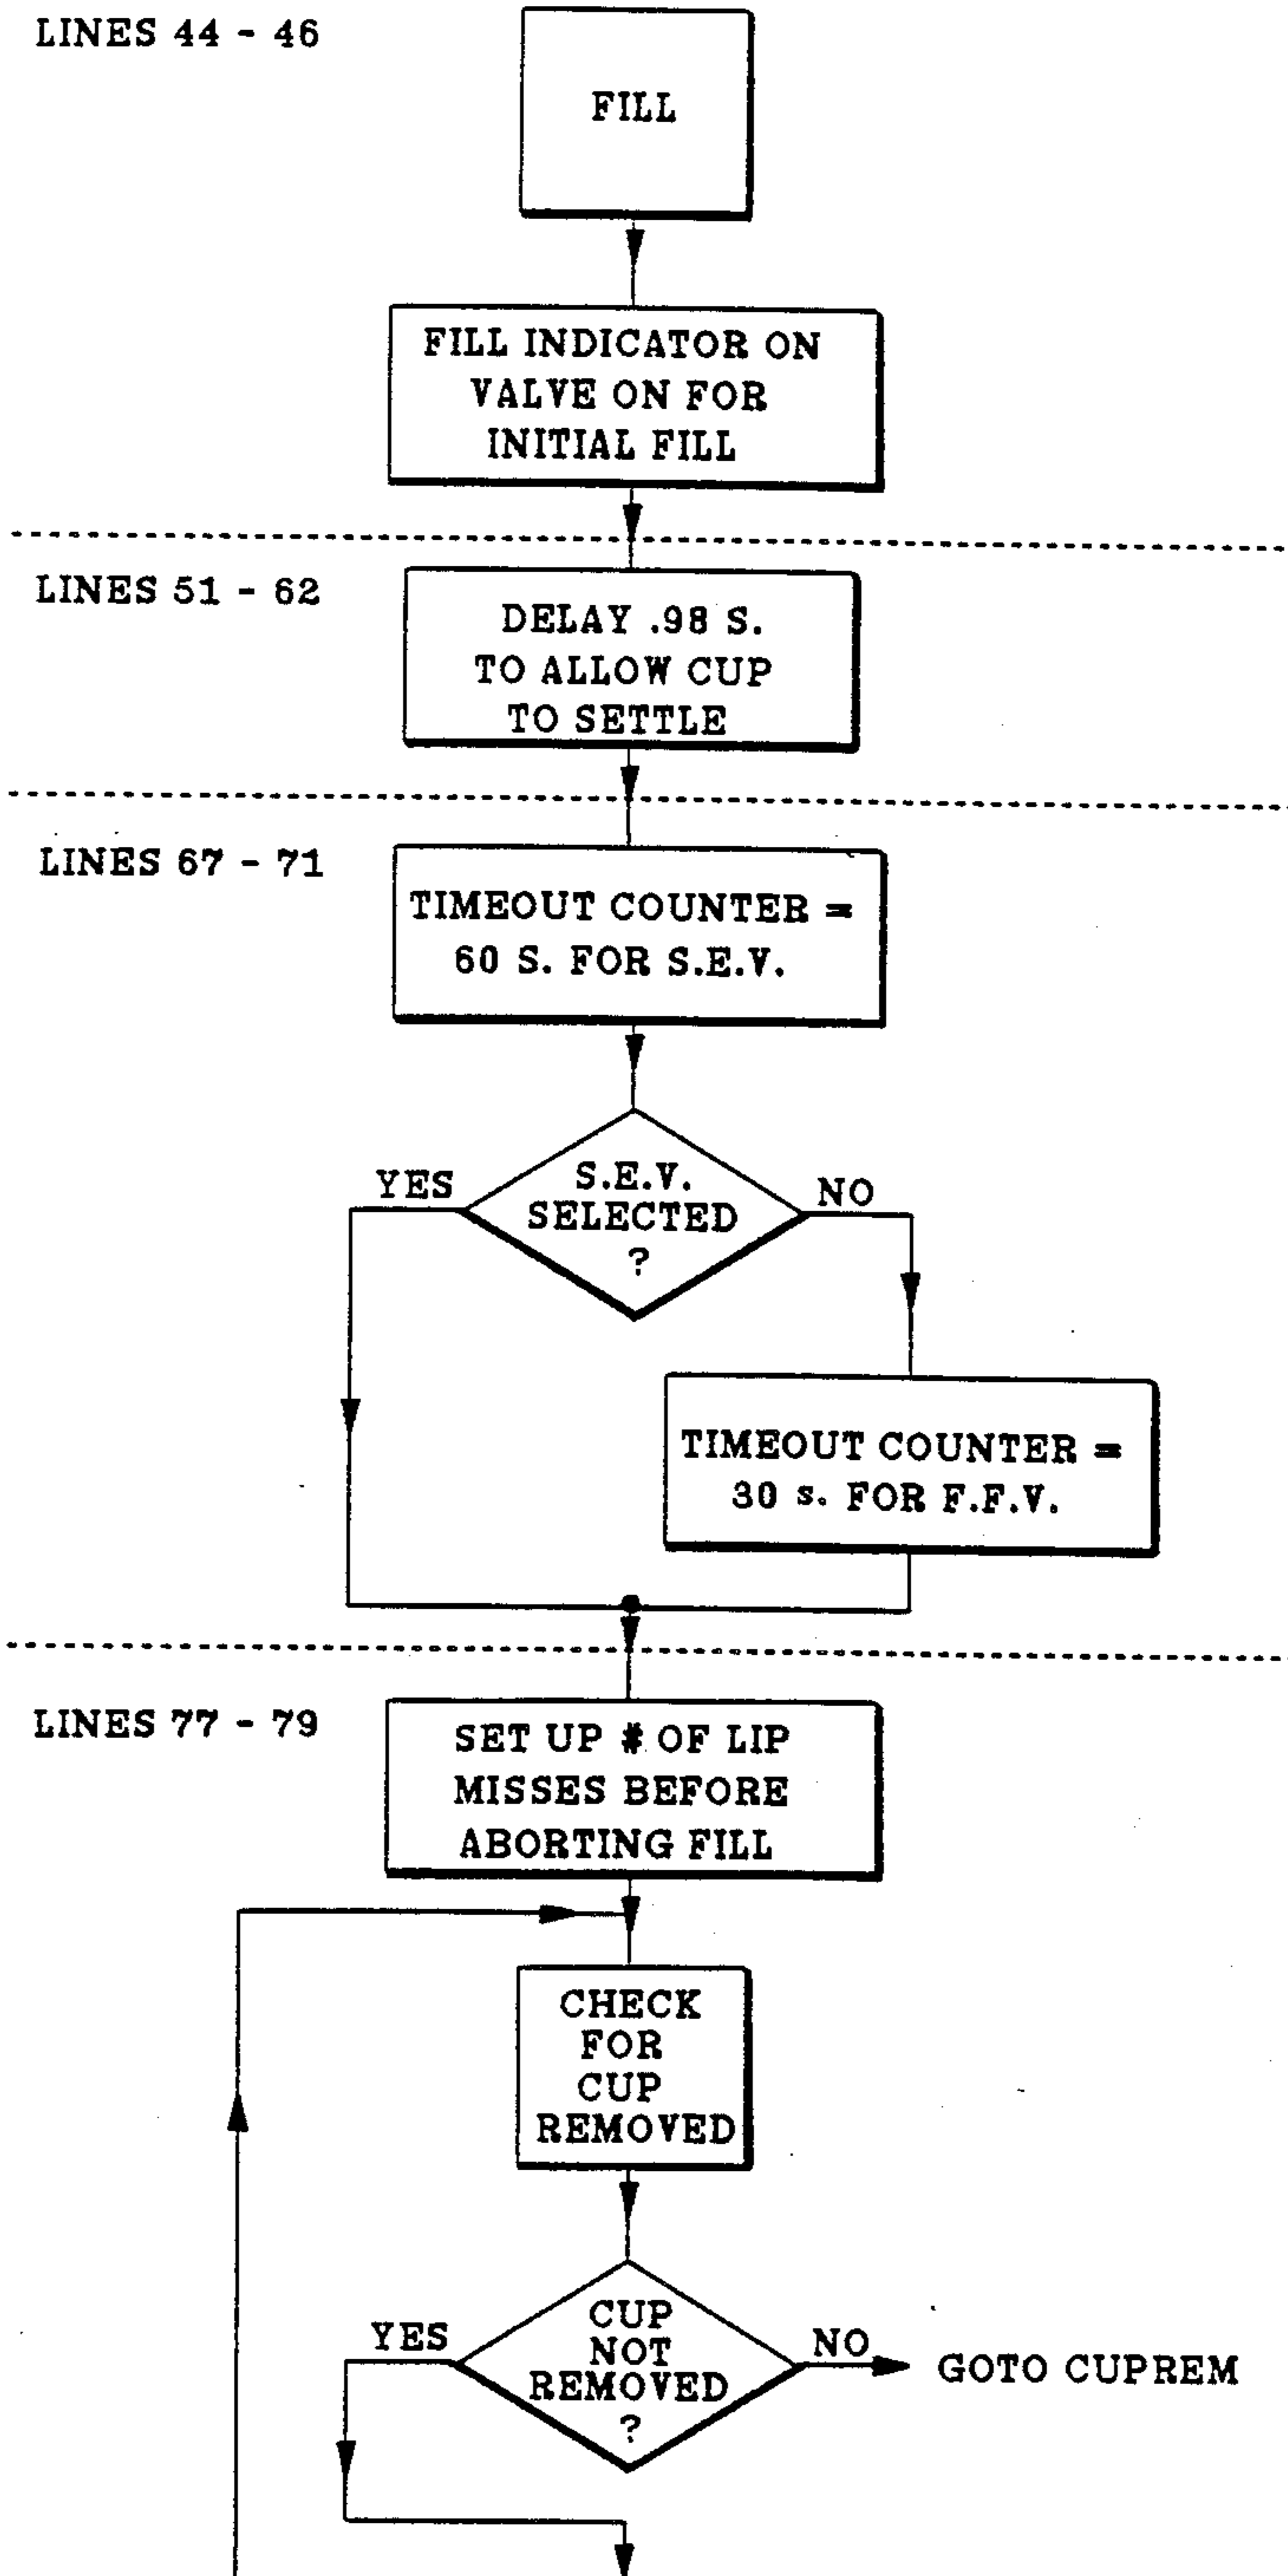 LINES 44 - 46
FILL
FILL INDICATOR ON
VALVE ON FOR
INITIAL FILL
LINES 51 - 62
DELAY .98 S.
TO ALLOW CUP
TO SETTLE
LINES 67 - 71
TIMEOUT COUNTER =
60 S. FOR S.E.V.
S.E.V.
SELECTED
?
YES
NO
TIMEOUT COUNTER =
30 s. FOR F.F.V.
LINES 77 - 79
SET UP # OF LIP
MISSES BEFORE
ABORTING FILL
CHECK
FOR
CUP
REMOVED
CUP
NOT
REMOVED
?
YES
NO
GOTO CUPREM